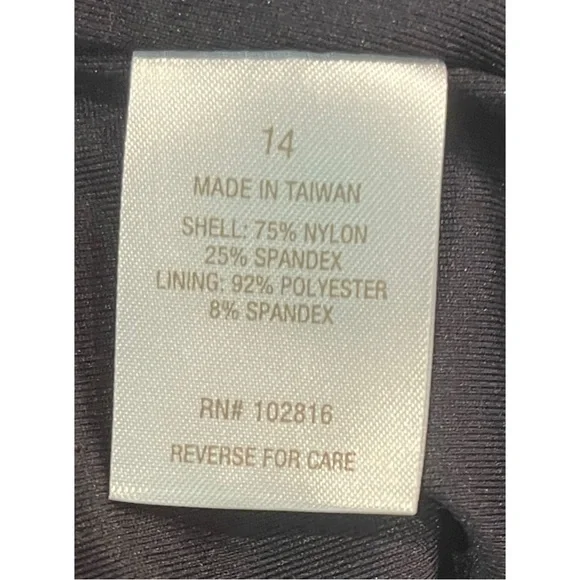 14
MADE IN TAIWAN
SHELL: 75% NYLON
25% SPANDEX
LINING: 92% POLYESTER
8% SPANDEX
RN# 102816
REVERSE FOR CARE